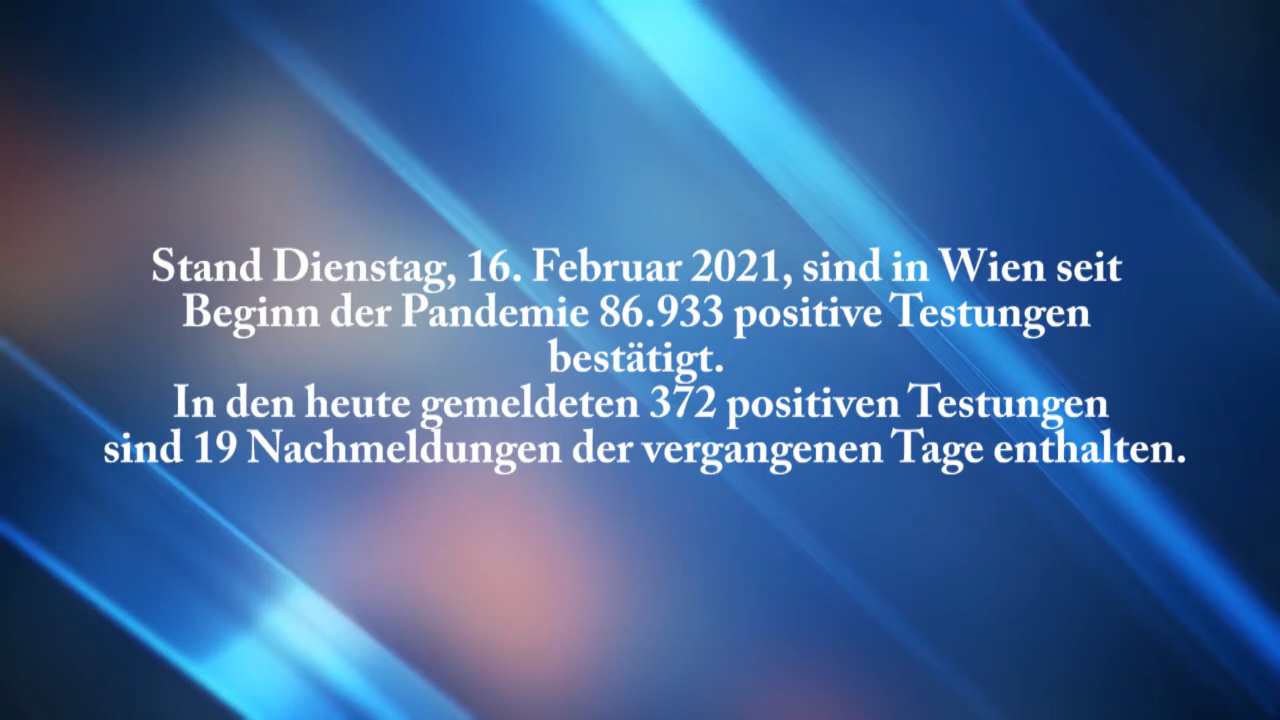 Stand Dienstag, 16. Februar 2021, sind in Wien seit
Beginn der Pandemie 86.933 positive Testungen
bestätigt.
In den heute gemeldeten 372 positiven Testungen
sind 19 Nachmeldungen der vergangenen Tage enthalten.